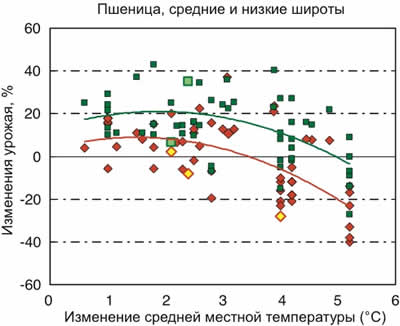 Пшеница, средние и низкие широты
Изменения урожая, %
60
40
20
0
-20
-40
-60
0 1 2 3 4 5 6
Изменение средней местной температуры (°C)